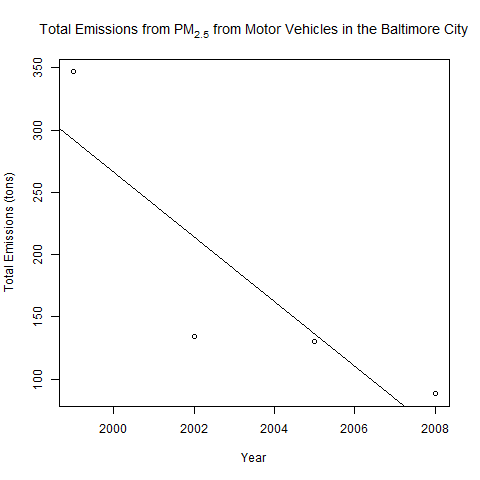 Total Emissions from PM2.5 from Motor Vehicles in the Baltimore City
Total Emissions (tons)
350
300
250
200
150
100
2000 2002 2004 2006 2008
Year